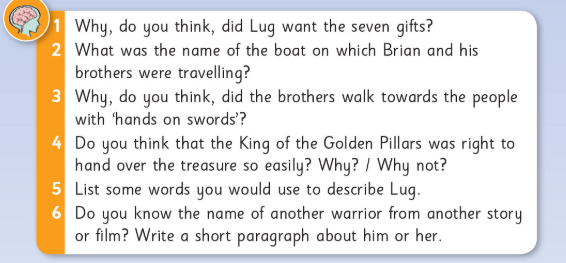 1 Why, do you think, did Lug want the seven gifts?
2 What was the name of the boat on which Brian and his
brothers were travelling?
3 Why, do you think, did the brothers walk towards the people
with ‘hands on swords’?
4 Do you think that the King of the Golden Pillars was right to
hand over the treasure so easily? Why? / Why not?
5 List some words you would use to describe Lug.
6 Do you know the name of another warrior from another story
or film? Write a short paragraph about him or her.